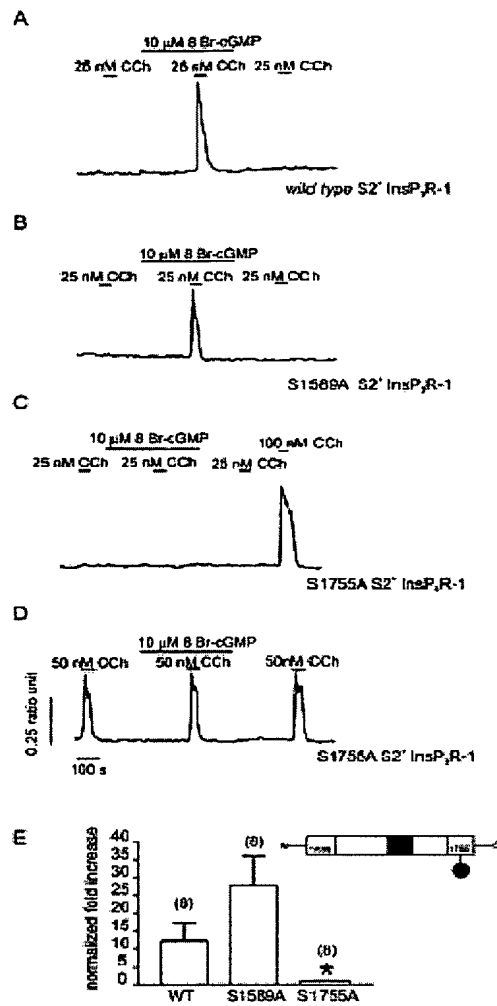 A
10 µM 8 Br-cGMP
25 nM CCh 25 nM CCh 25 nM CCh
wild type S2⁺ InsP₃R-1
B
10 µM 8 Br-cGMP
25 nM CCh 25 nM CCh 25 nM CCh
S1589A S2⁺ InsP₃R-1
C
10 µM 8 Br-cGMP
100 nM CCh
25 nM CCh 25 nM CCh 25 nM CCh
S1755A S2⁺ InsP₃R-1
D
10 µM 8 Br-cGMP
50 nM CCh 50 nM CCh 50 nM CCh
0.25 ratio unit
100 s
S1755A S2⁺ InsP₃R-1
E
normalized fold increase
40
35
30
25
20
15
10
5
0
(8)
(8)
(8)
*
WT S1589A S1755A
1755